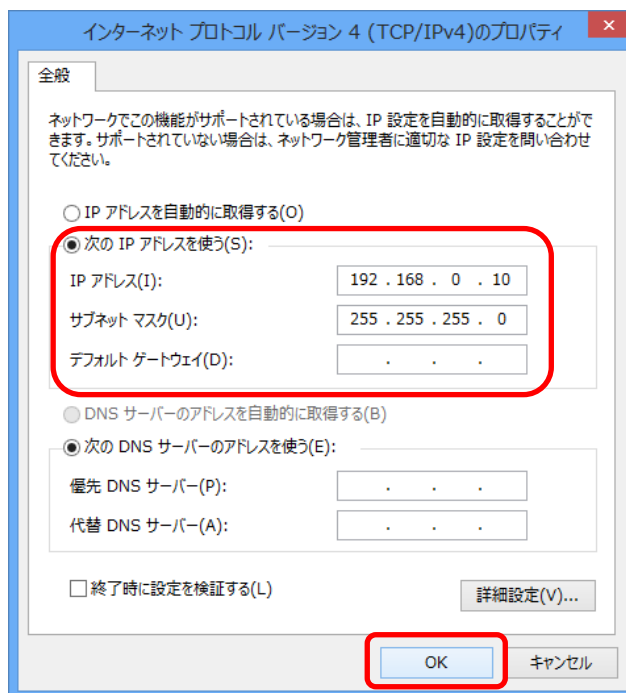 インターネット プロトコル バージョン 4 (TCP/IPv4)のプロパティ
全般
ネットワークでこの機能がサポートされている場合は、IP 設定を自動的に取得することがで
きます。サポートされていない場合は、ネットワーク管理者に適切な IP 設定を問い合わせ
てください。
IP アドレスを自動的に取得する(O)
次の IP アドレスを使う(S):
IP アドレス(I): 192 . 168 . 0 . 10
サブネット マスク(U): 255 . 255 . 255 . 0
デフォルト ゲートウェイ(D): . . .
DNS サーバーのアドレスを自動的に取得する(B)
次の DNS サーバーのアドレスを使う(E):
優先 DNS サーバー(P): . . .
代替 DNS サーバー(A): . . .
終了時に設定を検証する(L)
詳細設定(V)...
OK キャンセル